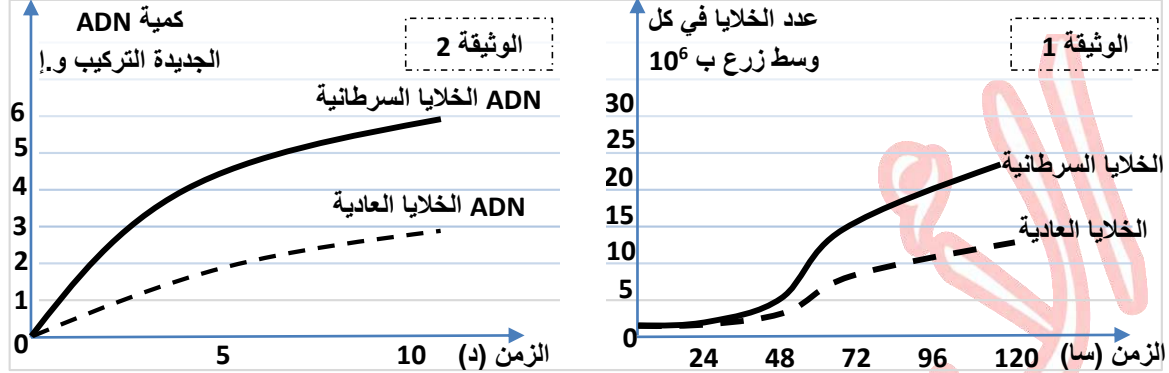 الوثيقة 1
عدد الخلايا في كل
وسط زرع ب 10⁶
30
25
20
15
10
5
0
الخلايا السرطانية
الخلايا العادية
24 48 72 96 120 الزمن (سا)
الوثيقة 2
كمية ADN
الجديدة التركيب و.إ
6
5
4
3
2
1
0
ADN الخلايا السرطانية
ADN الخلايا العادية
5 10 الزمن (د)